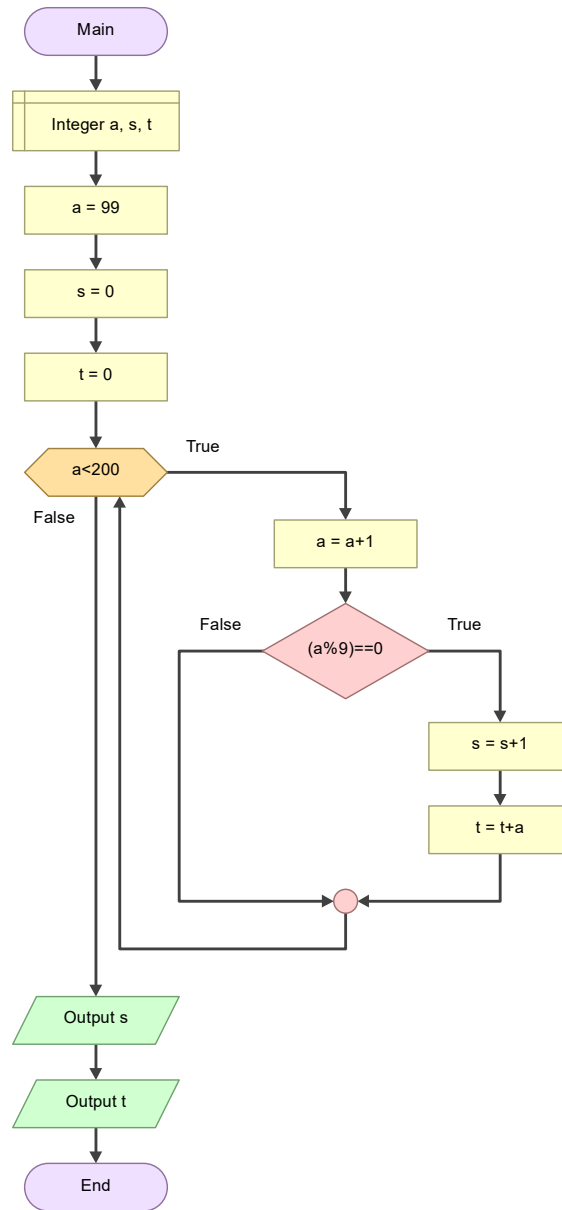 Main
Integer a, s, t
a = 99
s = 0
t = 0
a<200
True
False
a = a+1
False
True
(a%9)==0
s = s+1
t = t+a
Output s
Output t
End